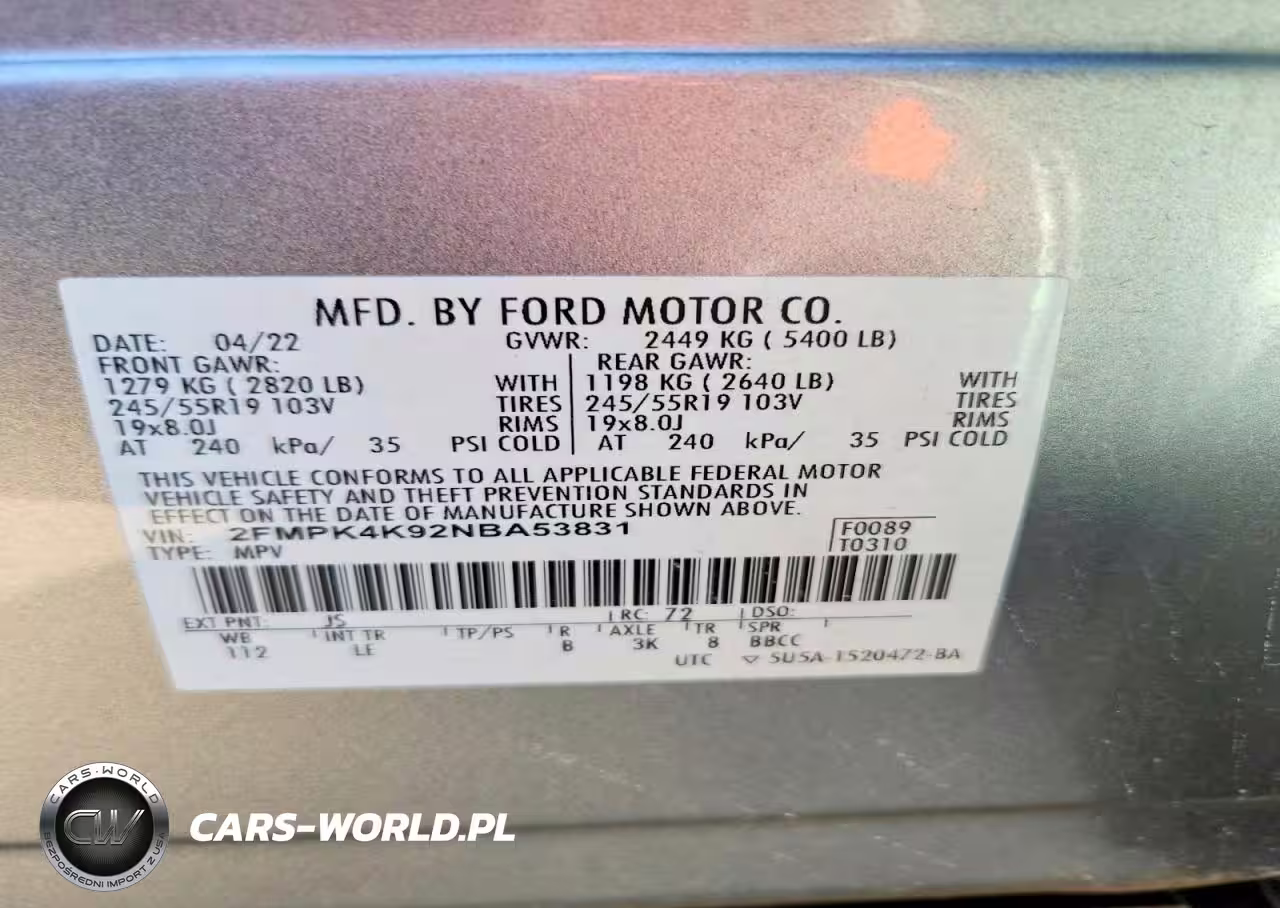 MFD. BY FORD MOTOR CO.
DATE: 04/22 GVWR: 2449 KG ( 5400 LB)
FRONT GAWR: REAR GAWR:
1279 KG ( 2820 LB) WITH 1198 KG ( 2640 LB) WITH
245/55R19 103V TIRES 245/55R19 103V TIRES
19x8.0J RIMS 19x8.0J RIMS
AT 240 kPa/ 35 PSI COLD AT 240 kPa/ 35 PSI COLD
THIS VEHICLE CONFORMS TO ALL APPLICABLE FEDERAL MOTOR
VEHICLE SAFETY AND THEFT PREVENTION STANDARDS IN
EFFECT ON THE DATE OF MANUFACTURE SHOWN ABOVE.
VIN: 2FMPK4K92NBA53831 F0089
TYPE: MPV T0310
EXT PNT: JS RC: 72 DSO:
WB INT TR TP/PS R AXLE TR SPR
112 LE B 3K 8 BBCC
UTC ▽ 5U5A-1520472-BA
CARS-WORLD
CW
BEZPOŚREDNI IMPORT Z USA
CARS-WORLD.PL